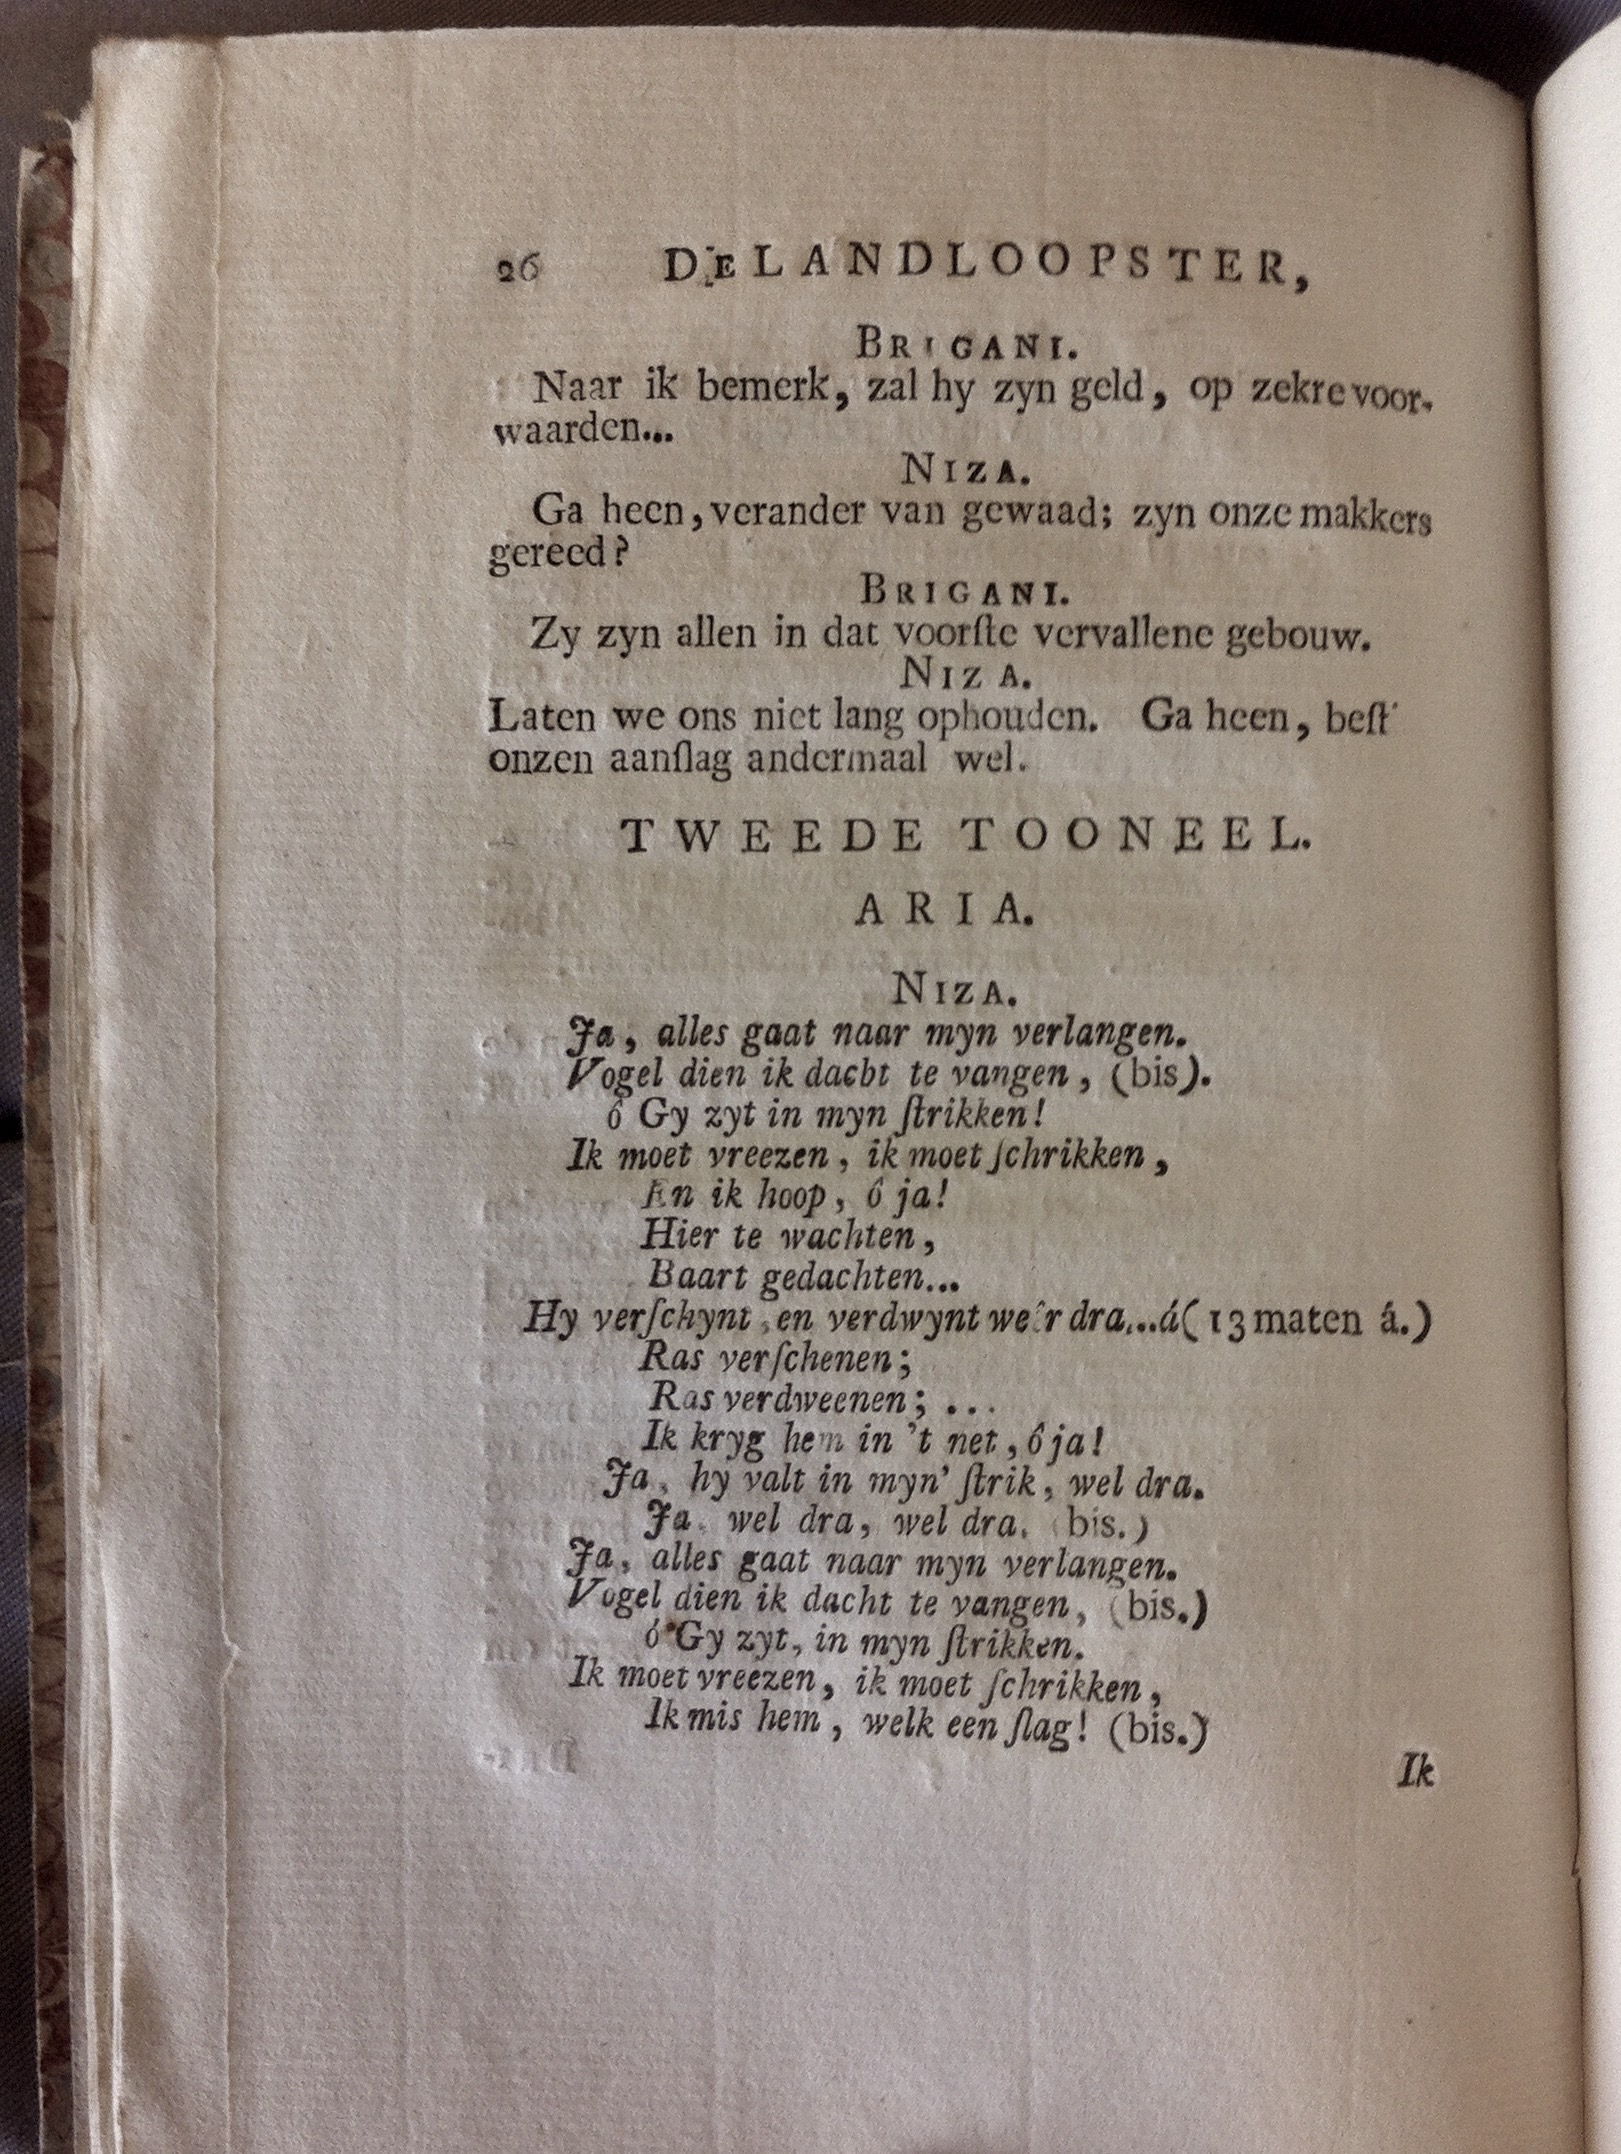 26 DE LANDLOOPSTER,
BRIGANI.
Naar ik bemerk, zal hy zyn geld, op zekre voor-
waarden...
NIZA.
Ga heen, verander van gewaad; zyn onze makkers
gereed?
BRIGANI.
Zy zyn allen in dat voorſte vervallene gebouw.
NIZA.
Laten we ons niet lang ophouden. Ga heen, beſt'
onzen aanſlag andermaal wel.
TWEEDE TOONEEL.
ARIA.
NIZA.
Ja, alles gaat naar myn verlangen.
Vogel dien ik dacbt te vangen, (bis).
ô Gy zyt in myn ſtrikken!
Ik moet vreezen, ik moet ſchrikken,
En ik hoop, ô ja!
Hier te wachten,
Baart gedachten...
Hy verſchynt, en verdwynt weêr dra...á (13 maten á.)
Ras verſchenen;
Ras verdweenen; ...
Ik kryg hem in 't net, ô ja!
Ja, hy valt in myn' ſtrik, wel dra.
Ja, wel dra, wel dra. (bis.)
Ja, alles gaat naar myn verlangen.
Vogel dien ik dacht te vangen, (bis.)
ó Gy zyt, in myn ſtrikken.
Ik moet vreezen, ik moet ſchrikken,
Ik mis hem, welk een ſlag! (bis.)
Ik